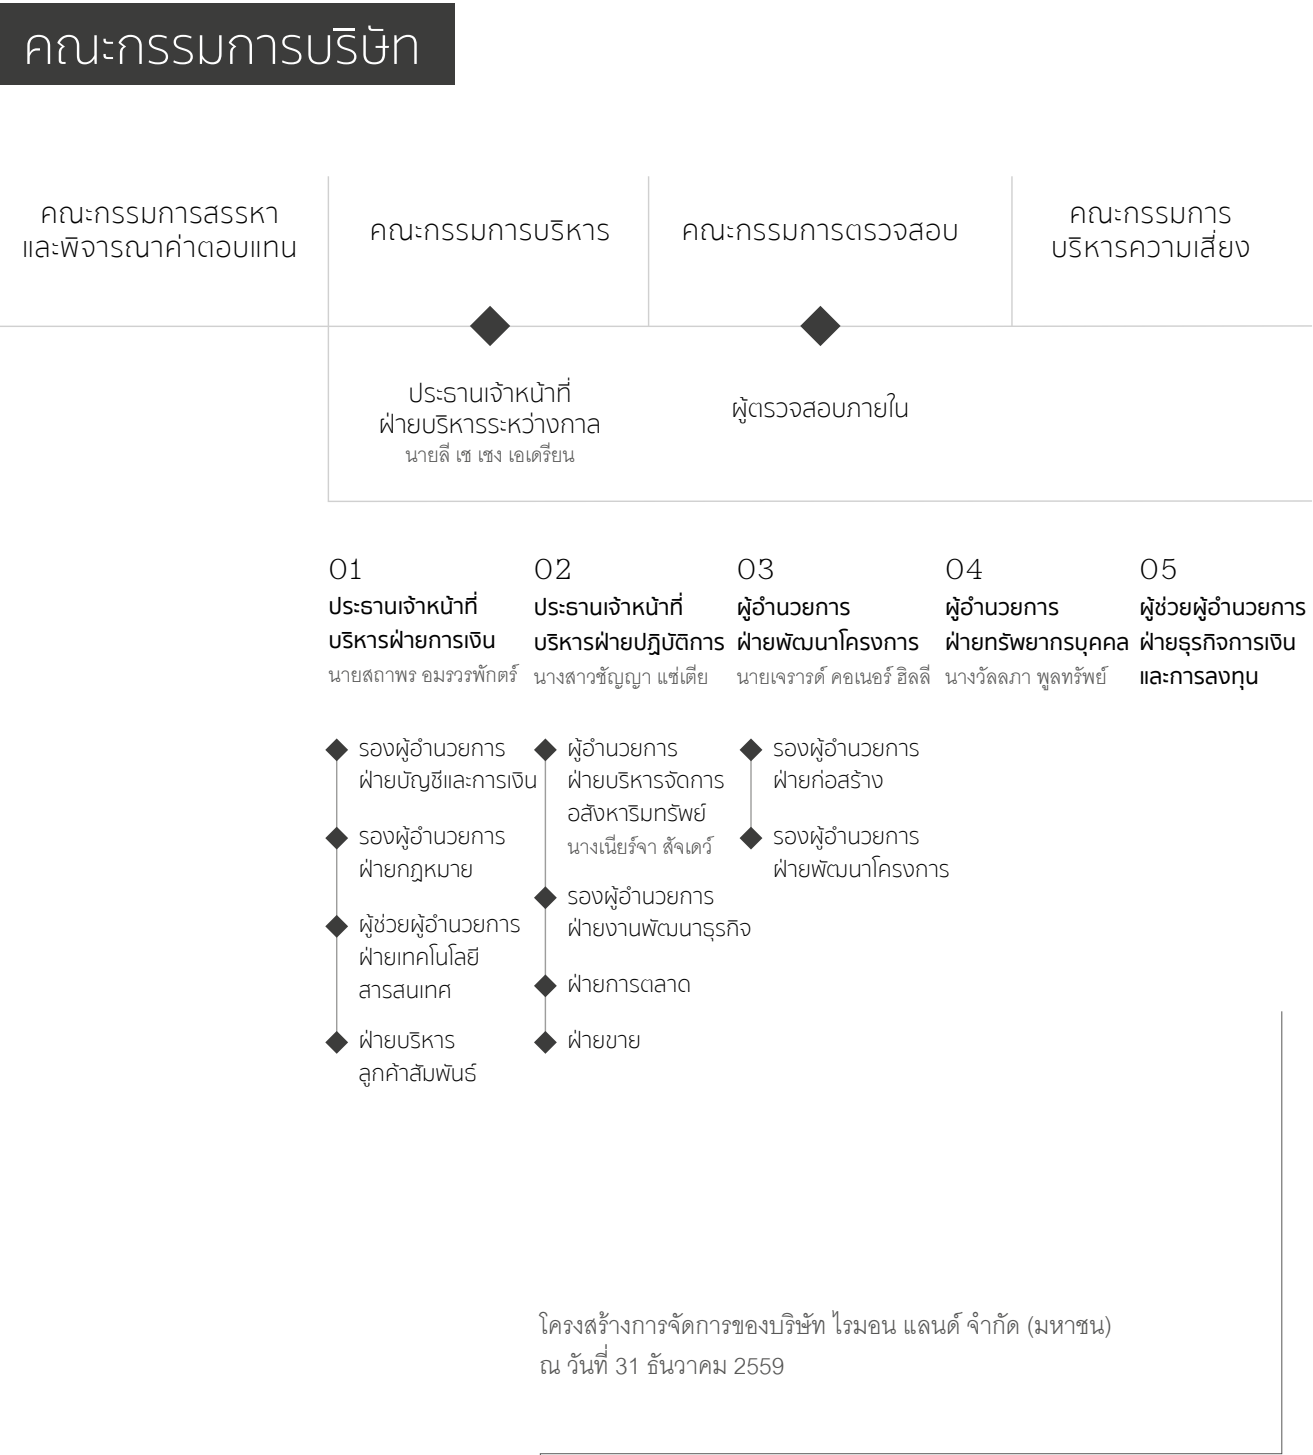 คณะกรรมการบริษัท
คณะกรรมการสรรหา
และพิจารณาค่าตอบแทน
คณะกรรมการบริหาร
คณะกรรมการตรวจสอบ
คณะกรรมการ
บริหารความเสี่ยง
ประธานเจ้าหน้าที่
ฝ่ายบริหารระหว่างกาล
นายลี เช เชง เอเดรียน
ผู้ตรวจสอบภายใน
01
ประธานเจ้าหน้าที่
บริหารฝ่ายการเงิน
นายสถาพร อมรวรพักตร์
รองผู้อำนวยการ
ฝ่ายบัญชีและการเงิน
รองผู้อำนวยการ
ฝ่ายกฎหมาย
ผู้ช่วยผู้อำนวยการ
ฝ่ายเทคโนโลยี
สารสนเทศ
ฝ่ายบริหาร
ลูกค้าสัมพันธ์
02
ประธานเจ้าหน้าที่
บริหารฝ่ายปฏิบัติการ
นางสาวชัญญา แซ่เตีย
ผู้อำนวยการ
ฝ่ายบริหารจัดการ
อสังหาริมทรัพย์
นางเนียร์จา สัจเดว์
รองผู้อำนวยการ
ฝ่ายงานพัฒนาธุรกิจ
ฝ่ายการตลาด
ฝ่ายขาย
03
ผู้อำนวยการ
ฝ่ายพัฒนาโครงการ
นายเจรารด์ คอเนอร์ ฮิลลี
รองผู้อำนวยการ
ฝ่ายก่อสร้าง
รองผู้อำนวยการ
ฝ่ายพัฒนาโครงการ
04
ผู้อำนวยการ
ฝ่ายทรัพยากรบุคคล
นางวัลลภา พูลทรัพย์
05
ผู้ช่วยผู้อำนวยการ
ฝ่ายธุรกิจการเงิน
และการลงทุน
โครงสร้างการจัดการของบริษัท ไรมอน แลนด์ จำกัด (มหาชน)
ณ วันที่ 31 ธันวาคม 2559